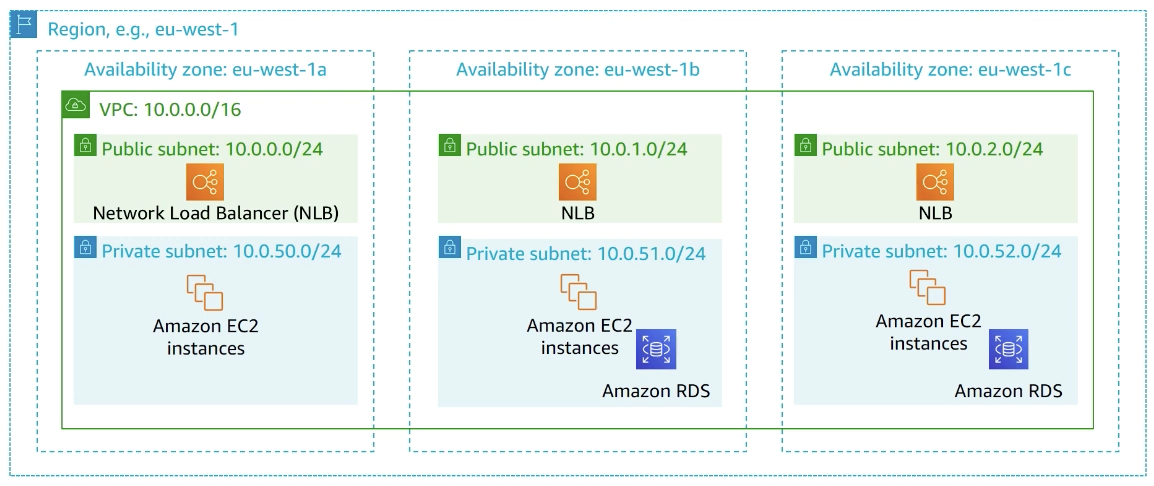 Region, e.g., eu-west-1
Availability zone: eu-west-1a
Availability zone: eu-west-1b
Availability zone: eu-west-1c
VPC: 10.0.0.0/16
Public subnet: 10.0.0.0/24
Network Load Balancer (NLB)
Public subnet: 10.0.1.0/24
NLB
Public subnet: 10.0.2.0/24
NLB
Private subnet: 10.0.50.0/24
Amazon EC2
instances
Private subnet: 10.0.51.0/24
Amazon EC2
instances
Amazon RDS
Private subnet: 10.0.52.0/24
Amazon EC2
instances
Amazon RDS